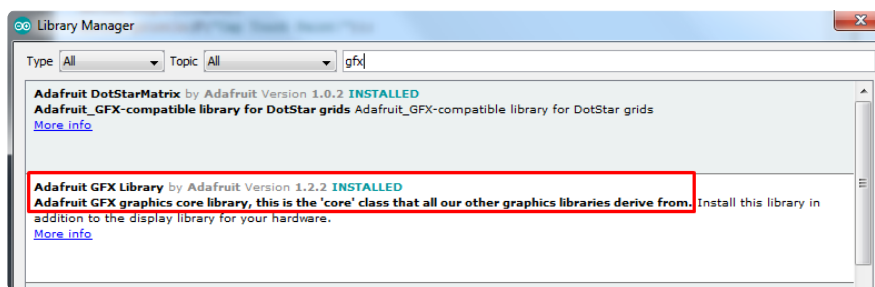 Library Manager
Type All Topic All gfx
Adafruit DotStarMatrix by Adafruit Version 1.0.2 INSTALLED
Adafruit_GFX-compatible library for DotStar grids Adafruit_GFX-compatible library for DotStar grids
More info
Adafruit GFX Library by Adafruit Version 1.2.2 INSTALLED
Adafruit GFX graphics core library, this is the 'core' class that all our other graphics libraries derive from. Install this library in
addition to the display library for your hardware.
More info